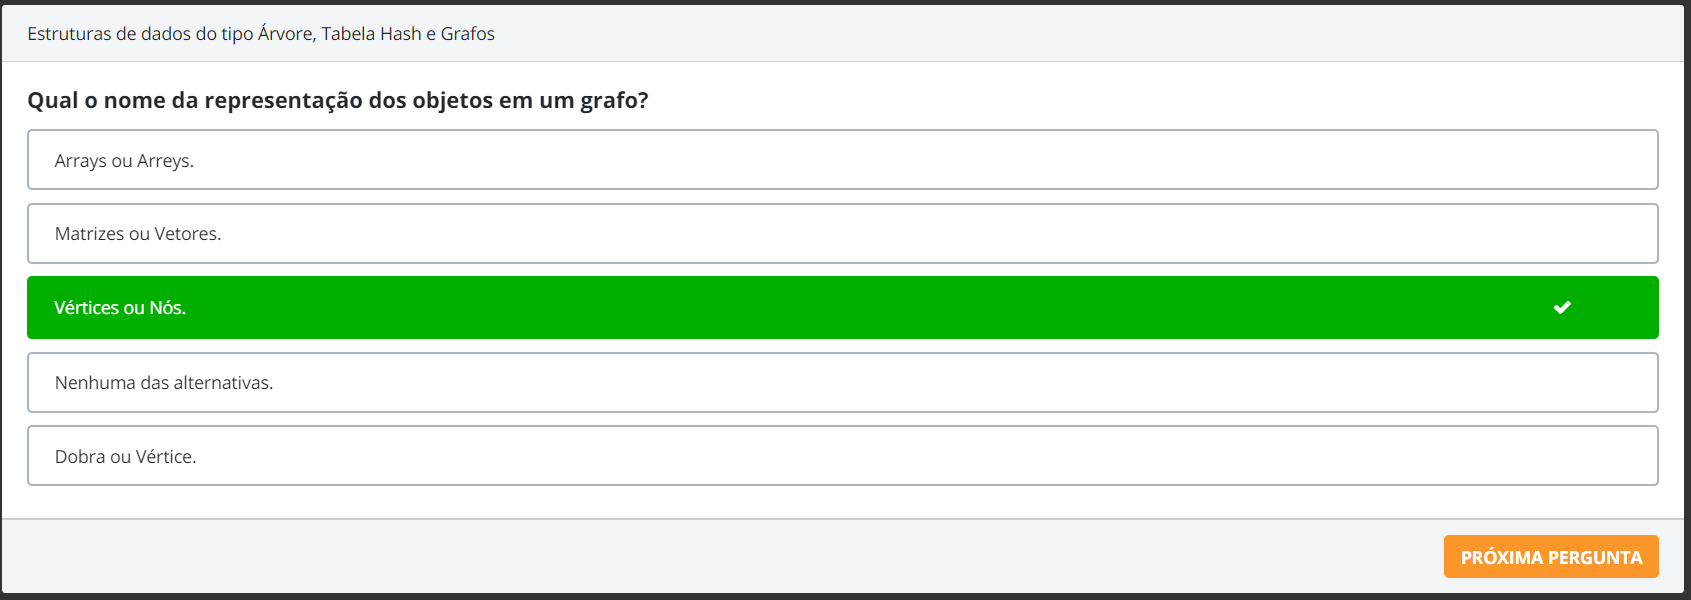 Estruturas de dados do tipo Árvore, Tabela Hash e Grafos
Qual o nome da representação dos objetos em um grafo?
Arrays ou Arreys.
Matrizes ou Vetores.
Vértices ou Nós.
Nenhuma das alternativas.
Dobra ou Vértice.
PRÓXIMA PERGUNTA